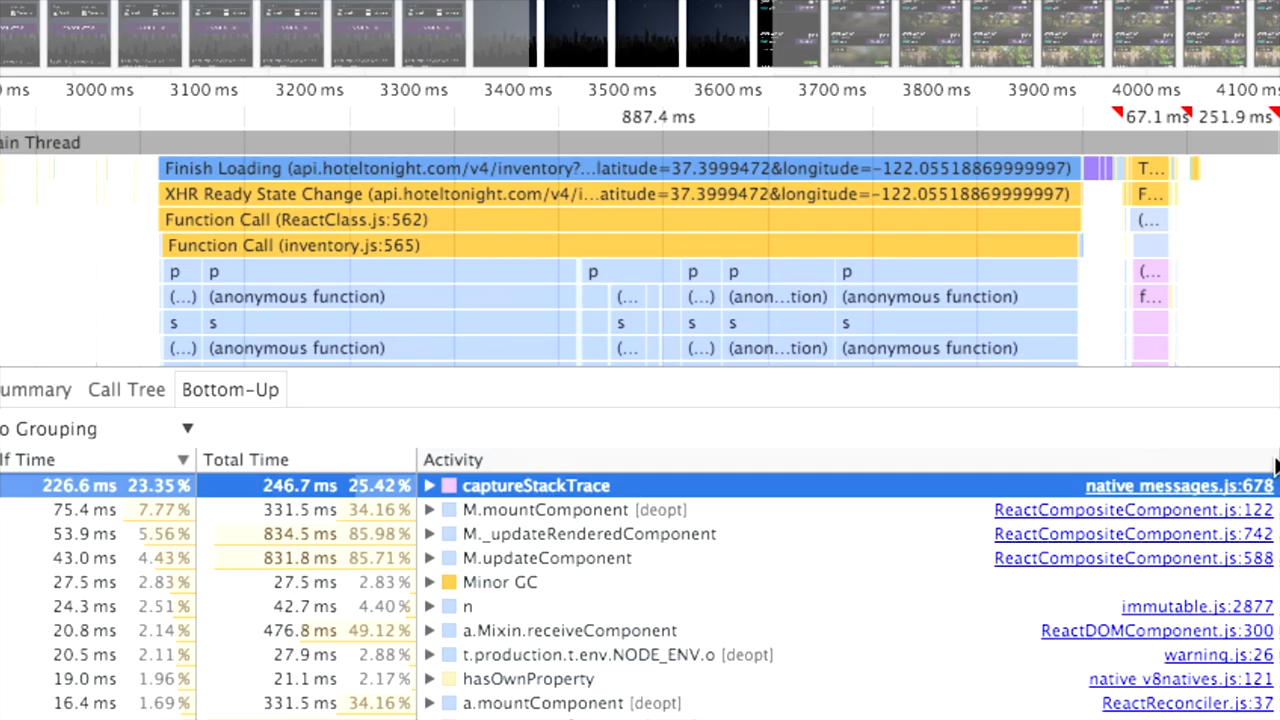 ms 3000 ms 3100 ms 3200 ms 3300 ms 3400 ms 3500 ms 3600 ms 3700 ms 3800 ms 3900 ms 4000 ms 4100 ms
887.4 ms 67.1 ms 251.9 ms
ain Thread
Finish Loading (api.hoteltonight.com/v4/inventory?...latitude=37.3999472&longitude=-122.05518869999997) T...
XHR Ready State Change (api.hoteltonight.com/v4/i...atitude=37.3999472&longitude=-122.05518869999997) F...
Function Call (ReactClass.js:562) (...
Function Call (inventory.js:565)
p p p p p p (...
(...) (anonymous function) (... (...) (anon...tion) (anonymous function) f...
s s s s s s
(...) (anonymous function) (... (...) (anon...tion) (anonymous function)
ummary Call Tree Bottom-Up
o Grouping ▼
lf Time ▼ Total Time Activity
226.6 ms 23.35 % 246.7 ms 25.42 % ▶ captureStackTrace native messages.js:678
75.4 ms 7.77 % 331.5 ms 34.16 % ▶ M.mountComponent [deopt] ReactCompositeComponent.js:122
53.9 ms 5.56 % 834.5 ms 85.98 % ▶ M._updateRenderedComponent ReactCompositeComponent.js:742
43.0 ms 4.43 % 831.8 ms 85.71 % ▶ M.updateComponent ReactCompositeComponent.js:588
27.5 ms 2.83 % 27.5 ms 2.83 % ▶ Minor GC
24.3 ms 2.51 % 42.7 ms 4.40 % ▶ n immutable.js:2877
20.8 ms 2.14 % 476.8 ms 49.12 % ▶ a.Mixin.receiveComponent ReactDOMComponent.js:300
20.5 ms 2.11 % 27.9 ms 2.88 % ▶ t.production.t.env.NODE_ENV.o [deopt] warning.js:26
19.0 ms 1.96 % 21.1 ms 2.17 % ▶ hasOwnProperty native v8natives.js:121
16.4 ms 1.69 % 331.5 ms 34.16 % ▶ a.mountComponent [deopt] ReactReconciler.js:37